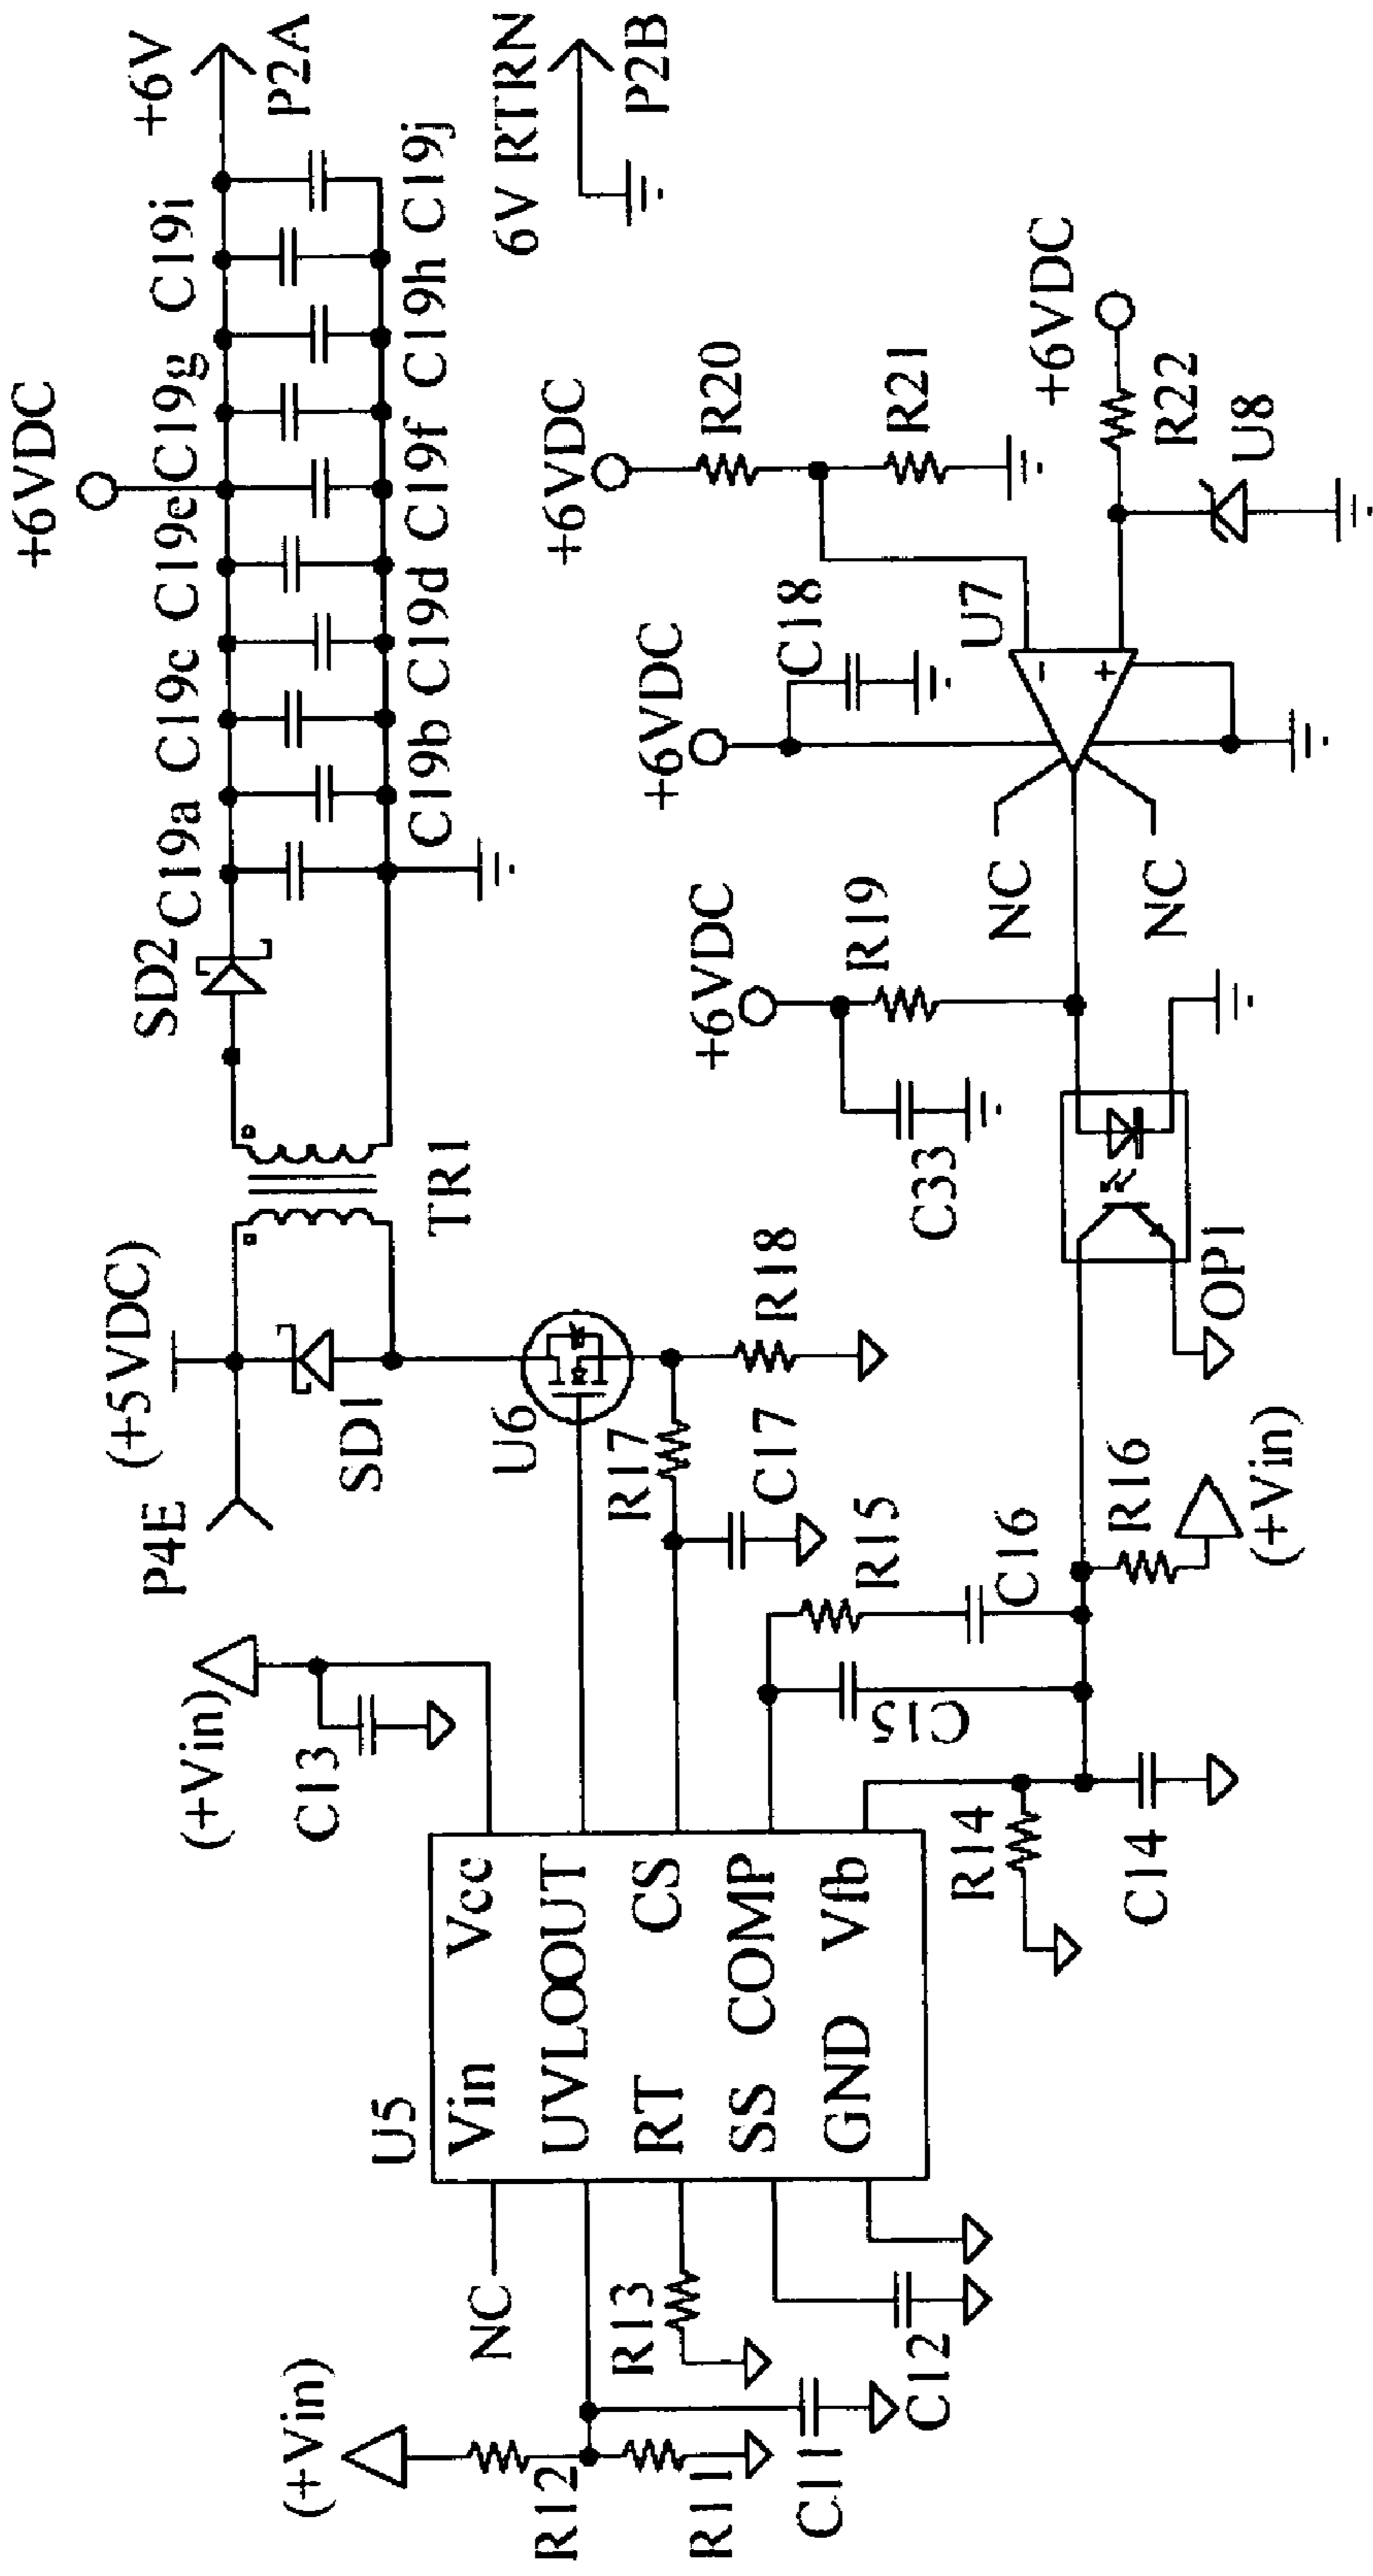 +6VDC
+6V
P2A
C19a
C19c
C19e
C19g
C19i
C19b
C19d
C19f
C19h
C19j
SD2
TR1
(+5VDC)
P4E
SD1
6V RTRN
P2B
U6
R17
C17
R18
(+Vin)
C13
U5
Vin
Vcc
UVLO
OUT
RT
CS
SS
COMP
GND
Vfb
NC
(+Vin)
R12
R11
C11
R13
C12
R14
C14
C15
R15
C16
R16
(+Vin)
OP1
+6VDC
C33
R19
NC
NC
+6VDC
C18
U7
-
+
+6VDC
R20
R21
+6VDC
R22
U8